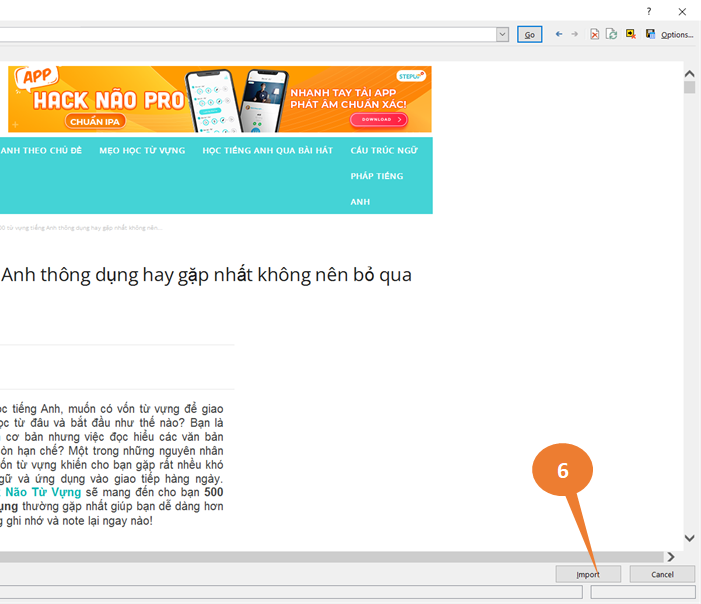 ?
Go
Options...
APP
STEPUP
HACK NÃO PRO
NHANH TAY TẢI APP
PHÁT ÂM CHUẨN XÁC!
CHUẨN IPA
DOWNLOAD
ANH THEO CHỦ ĐỀ
MẸO HỌC TỪ VỰNG
HỌC TIẾNG ANH QUA BÀI HÁT
CẤU TRÚC NGỮ
PHÁP TIẾNG
ANH
00 từ vựng tiếng Anh thông dụng hay gặp nhất không nên...
Anh thông dụng hay gặp nhất không nên bỏ qua
ọc tiếng Anh, muốn có vốn từ vựng để giao
ọc từ đâu và bắt đầu như thế nào? Bạn là
cơ bản nhưng việc đọc hiểu các văn bản
òn hạn chế? Một trong những nguyên nhân
ốn từ vựng khiến cho bạn gặp rất nhiều khó
gữ và ứng dụng vào giao tiếp hàng ngày.
Não Từ Vựng sẽ mang đến cho bạn 500
ụng thường gặp nhất giúp bạn dễ dàng hơn
g ghi nhớ và note lại ngay nào!
6
Import
Cancel